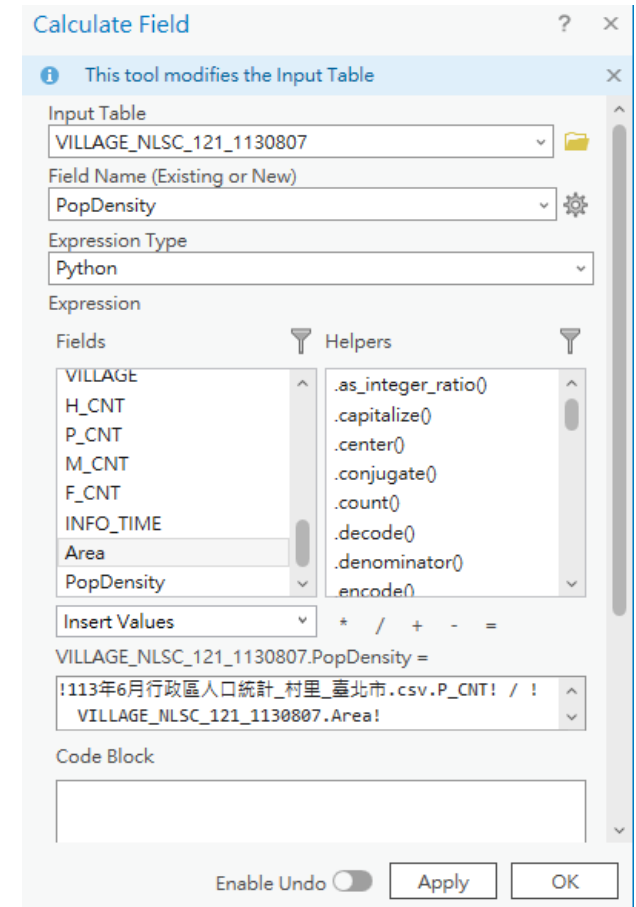 Calculate Field ? ×
This tool modifies the Input Table ×
Input Table
VILLAGE_NLSC_121_1130807
Field Name (Existing or New)
PopDensity
Expression Type
Python
Expression
Fields Helpers
VILLAGE
H_CNT
P_CNT
M_CNT
F_CNT
INFO_TIME
Area
PopDensity
.as_integer_ratio()
.capitalize()
.center()
.conjugate()
.count()
.decode()
.denominator()
.encode()
Insert Values * / + - =
VILLAGE_NLSC_121_1130807.PopDensity =
!113年6月行政區人口統計_村里_臺北市.csv.P_CNT! / !
VILLAGE_NLSC_121_1130807.Area!
Code Block
Enable Undo Apply OK